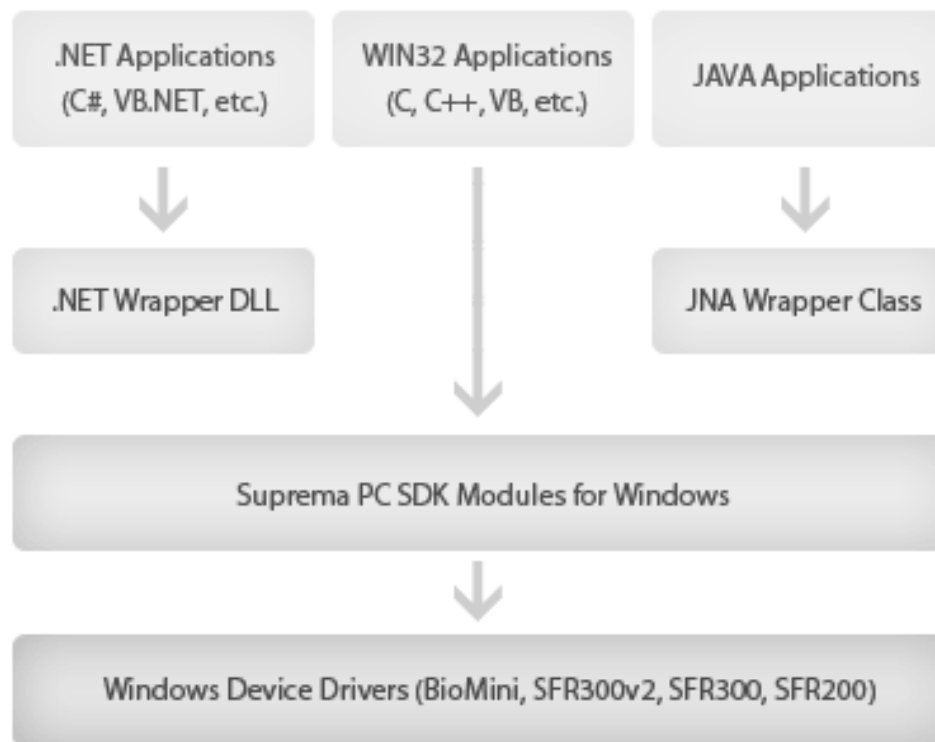 .NET Applications
(C#, VB.NET, etc.)
WIN32 Applications
(C, C++, VB, etc.)
JAVA Applications
.NET Wrapper DLL
JNA Wrapper Class
Suprema PC SDK Modules for Windows
Windows Device Drivers (BioMini, SFR300v2, SFR300, SFR200)